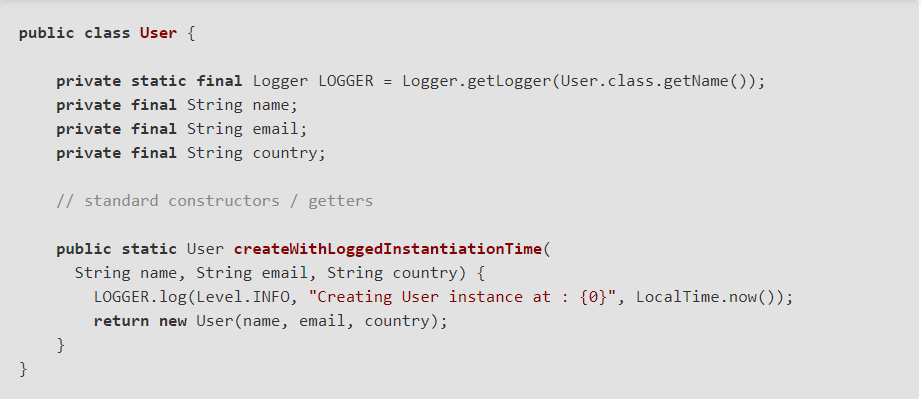 public class User {
private static final Logger LOGGER = Logger.getLogger(User.class.getName());
private final String name;
private final String email;
private final String country;
// standard constructors / getters
public static User createWithLoggedInstantiationTime(
String name, String email, String country) {
LOGGER.log(Level.INFO, "Creating User instance at : {0}", LocalTime.now());
return new User(name, email, country);
}
}